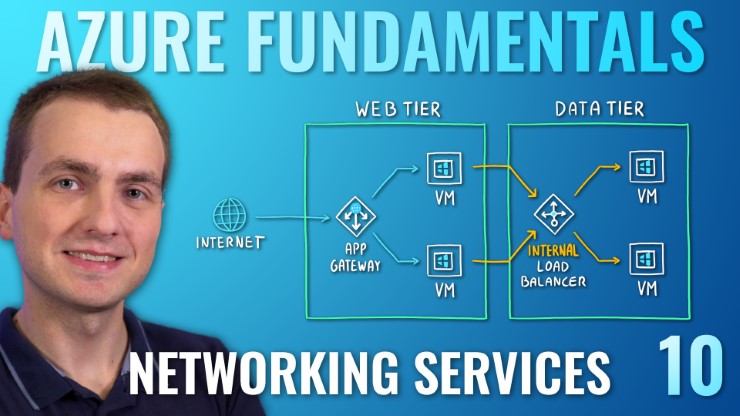 AZURE FUNDAMENTALS
WEB TIER
DATA TIER
VM
VM
INTERNET
APP
GATEWAY
VM
INTERNAL
LOAD
BALANCER
VM
NETWORKING SERVICES
10